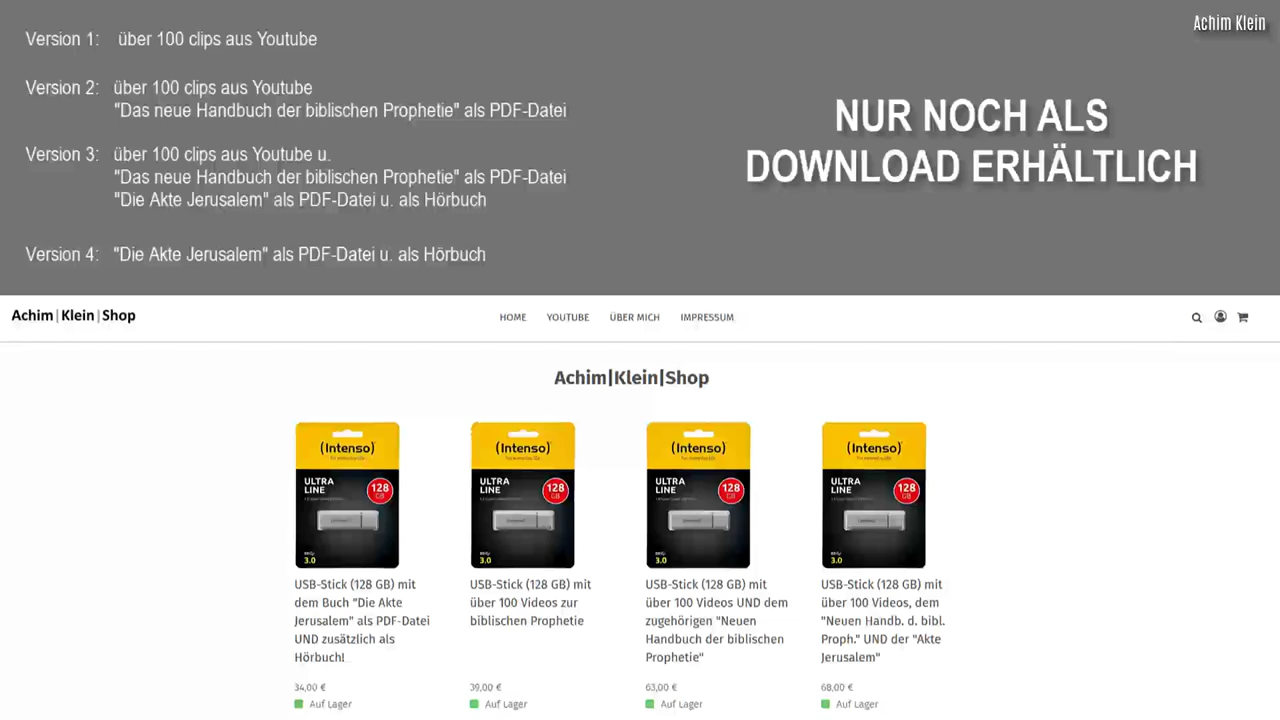 Achim Klein
Version 1: über 100 clips aus Youtube
Version 2: über 100 clips aus Youtube
"Das neue Handbuch der biblischen Prophetie" als PDF-Datei
Version 3: über 100 clips aus Youtube u.
"Das neue Handbuch der biblischen Prophetie" als PDF-Datei
"Die Akte Jerusalem" als PDF-Datei u. als Hörbuch
Version 4: "Die Akte Jerusalem" als PDF-Datei u. als Hörbuch
NUR NOCH ALS
DOWNLOAD ERHÄLTLICH
Achim|Klein|Shop
HOME YOUTUBE ÜBER MICH IMPRESSUM
Achim|Klein|Shop
(Intenso)
ULTRA
LINE
128
GB
3.0
USB-Stick (128 GB) mit
dem Buch "Die Akte
Jerusalem" als PDF-Datei
UND zusätzlich als
Hörbuch!
34,00 €
Auf Lager
(Intenso)
ULTRA
LINE
128
GB
3.0
USB-Stick (128 GB) mit
über 100 Videos zur
biblischen Prophetie
39,00 €
Auf Lager
(Intenso)
ULTRA
LINE
128
GB
3.0
USB-Stick (128 GB) mit
über 100 Videos UND dem
zugehörigen "Neuen
Handbuch der biblischen
Prophetie"
63,00 €
Auf Lager
(Intenso)
ULTRA
LINE
128
GB
3.0
USB-Stick (128 GB) mit
über 100 Videos, dem
"Neuen Handb. d. bibl.
Proph." UND der "Akte
Jerusalem"
68,00 €
Auf Lager